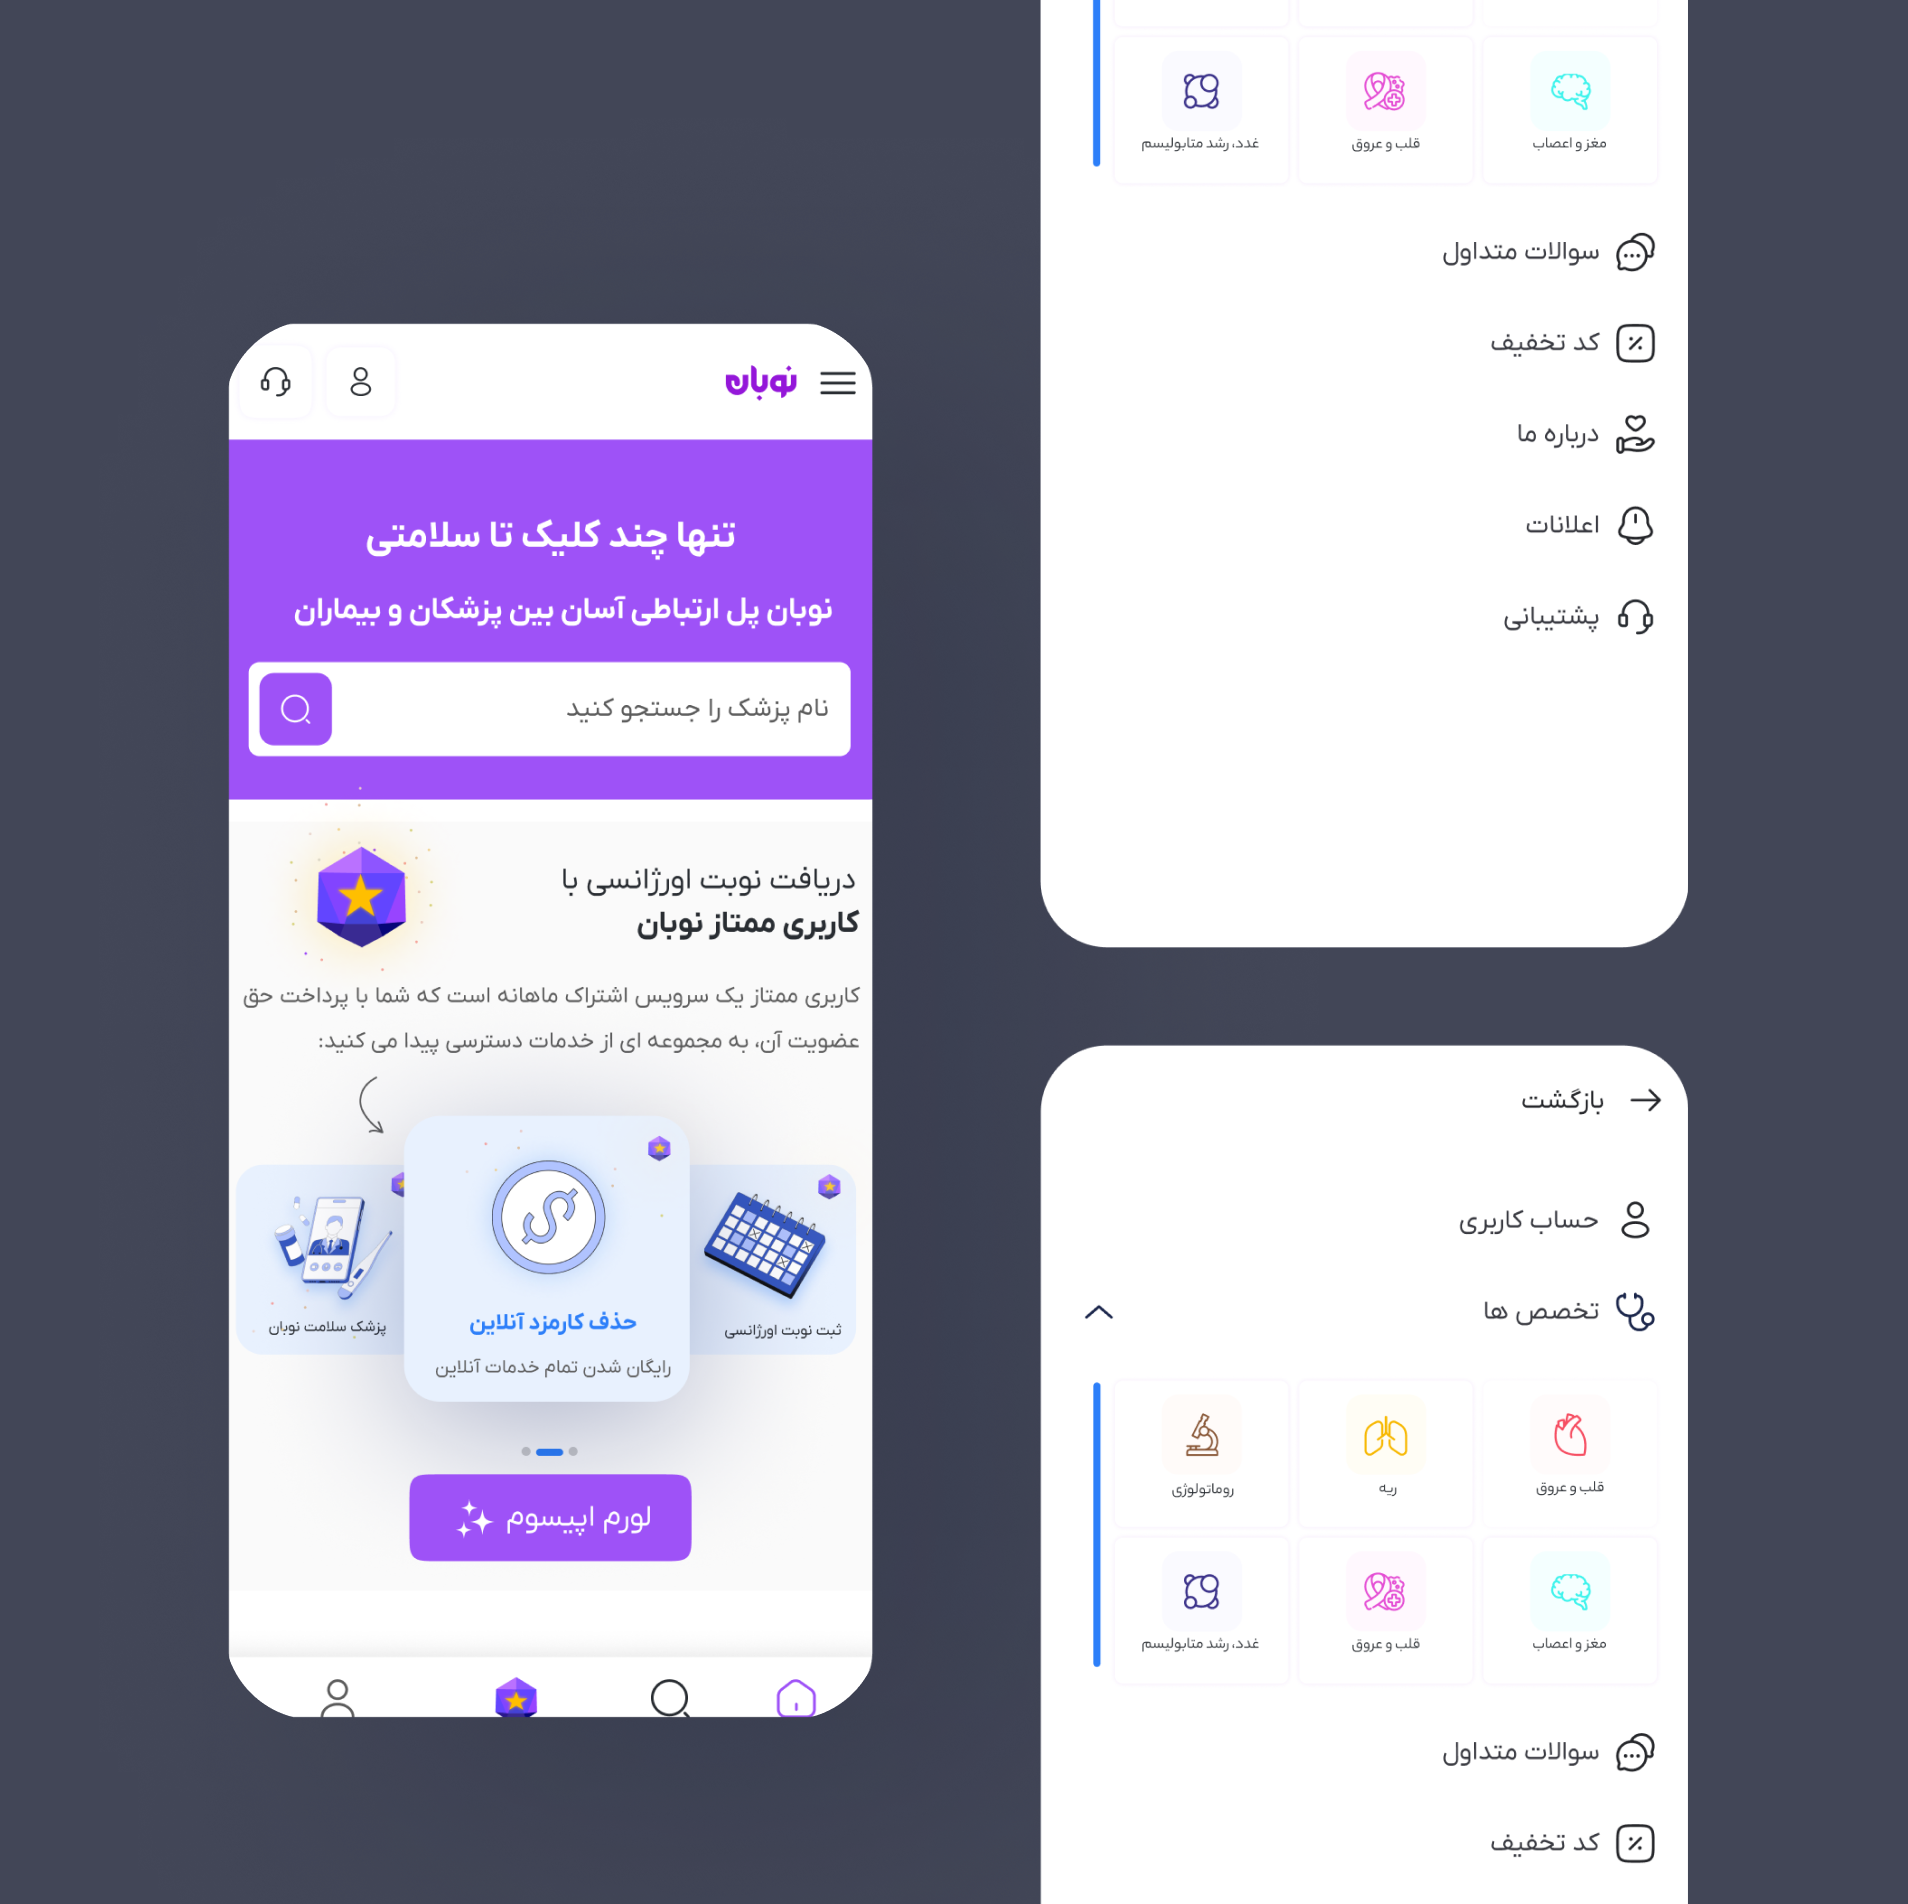 نوبان
تنها چند کلیک تا سلامتی
نوبان پل ارتباطی آسان بین پزشکان و بیماران
نام پزشک را جستجو کنید
دریافت نوبت اورژانسی با
کاربری ممتاز نوبان
کاربری ممتاز یک سرویس اشتراک ماهانه است که شما با پرداخت حق
عضویت آن، به مجموعه ای از خدمات دسترسی پیدا می کنید:
ثبت نوبت اورژانسی
حذف کارمزد آنلاین
رایگان شدن تمام خدمات آنلاین
پزشک سلامت نوبان
لورم اپیسوم
مغز و اعصاب
قلب و عروق
غدد، رشد متابولیسم
سوالات متداول
کد تخفیف
درباره ما
اعلانات
پشتیبانی
بازگشت
حساب کاربری
تخصص ها
قلب و عروق
ریه
روماتولوژی
مغز و اعصاب
قلب و عروق
غدد، رشد متابولیسم
سوالات متداول
کد تخفیف